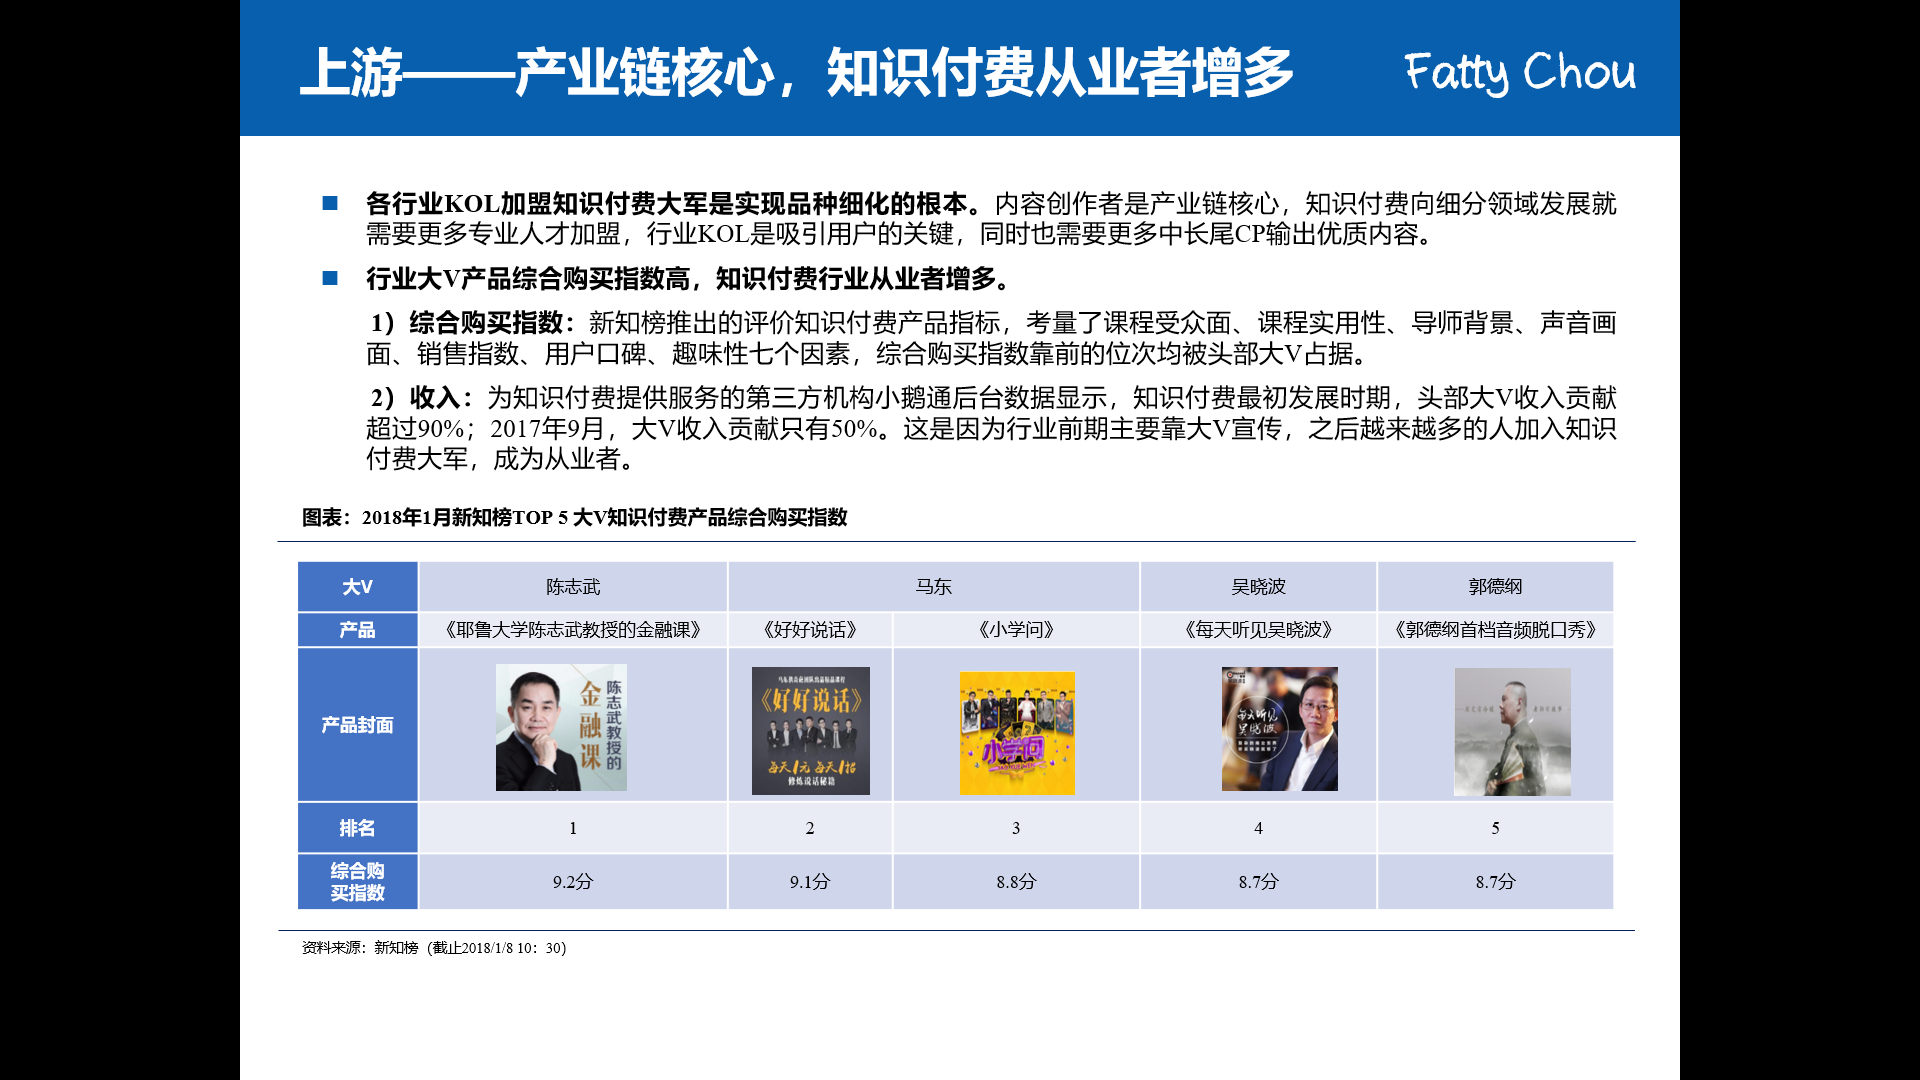 上游——产业链核心，知识付费从业者增多
Fatty Chou
各行业KOL加盟知识付费大军是实现品种细化的根本。内容创作者是产业链核心，知识付费向细分领域发展就
需要更多专业人才加盟，行业KOL是吸引用户的关键，同时也需要更多中长尾CP输出优质内容。
行业大V产品综合购买指数高，知识付费行业从业者增多。
1）综合购买指数：新知榜推出的评价知识付费产品指标，考量了课程受众面、课程实用性、导师背景、声音画
面、销售指数、用户口碑、趣味性七个因素，综合购买指数靠前的位次均被头部大V占据。
2）收入：为知识付费提供服务的第三方机构小鹅通后台数据显示，知识付费最初发展时期，头部大V收入贡献
超过90%；2017年9月，大V收入贡献只有50%。这是因为行业前期主要靠大V宣传，之后越来越多的人加入知识
付费大军，成为从业者。
图表：2018年1月新知榜TOP 5 大V知识付费产品综合购买指数
大V 陈志武 马东 吴晓波 郭德纲
产品 《耶鲁大学陈志武教授的金融课》 《好好说话》 《小学问》 《每天听见吴晓波》 《郭德纲首档音频脱口秀》
产品封面
陈志武教授的
金融课
《好好说话》
每天1元 每天1招
修炼说话秘籍
小学问
每天听见
吴晓波
排名 1 2 3 4 5
综合购
买指数 9.2分 9.1分 8.8分 8.7分 8.7分
资料来源：新知榜（截止2018/1/8 10：30）